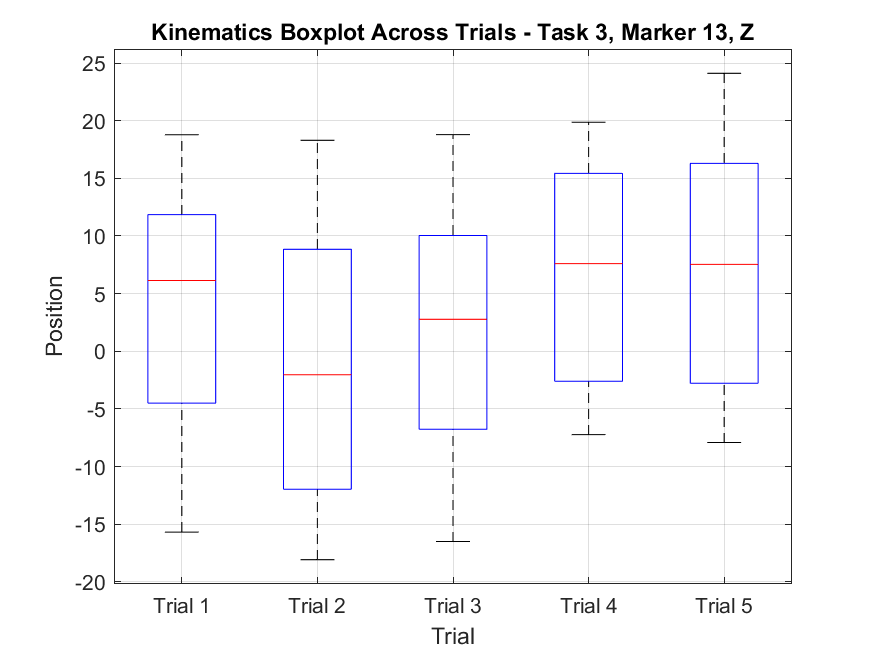 Kinematics Boxplot Across Trials - Task 3, Marker 13, Z
25
20
15
10
5
0
-5
-10
-15
-20
Position
Trial 1 Trial 2 Trial 3 Trial 4 Trial 5
Trial